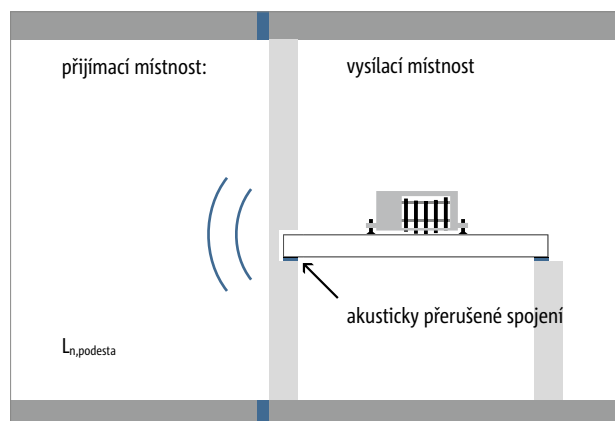 přijímací místnost:
vysílací místnost
akusticky přerušené spojení
Ln,podesta